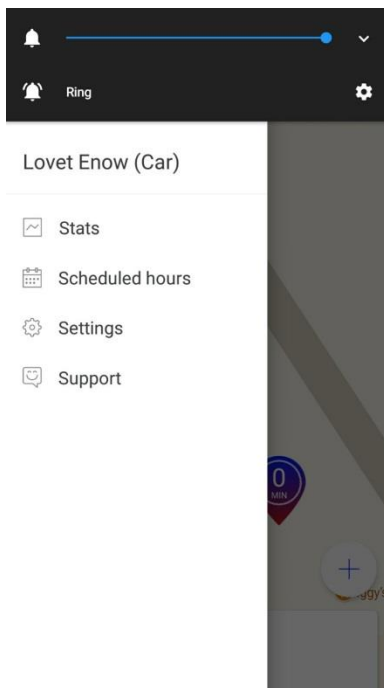 Ring
Lovet Enow (Car)
Stats
Scheduled hours
Settings
Support
0
MIN